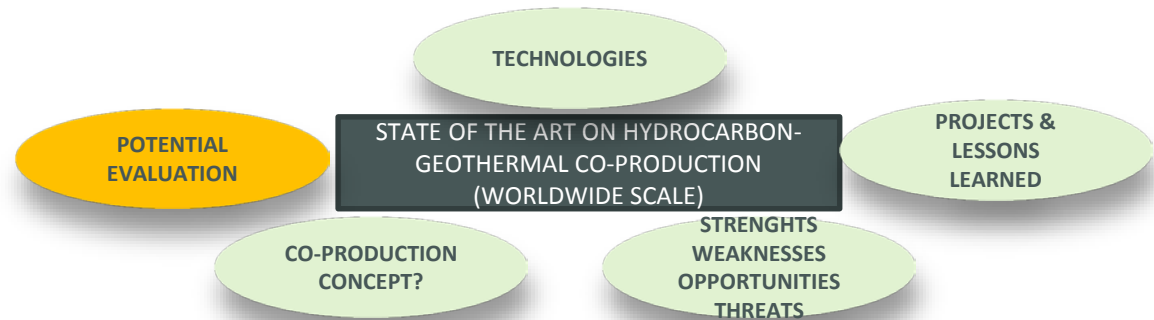 TECHNOLOGIES
POTENTIAL
EVALUATION
STATE OF THE ART ON HYDROCARBON-
GEOTHERMAL CO-PRODUCTION
(WORLDWIDE SCALE)
PROJECTS &
LESSONS
LEARNED
CO-PRODUCTION
CONCEPT?
STRENGHTS
WEAKNESSES
OPPORTUNITIES
THREATS